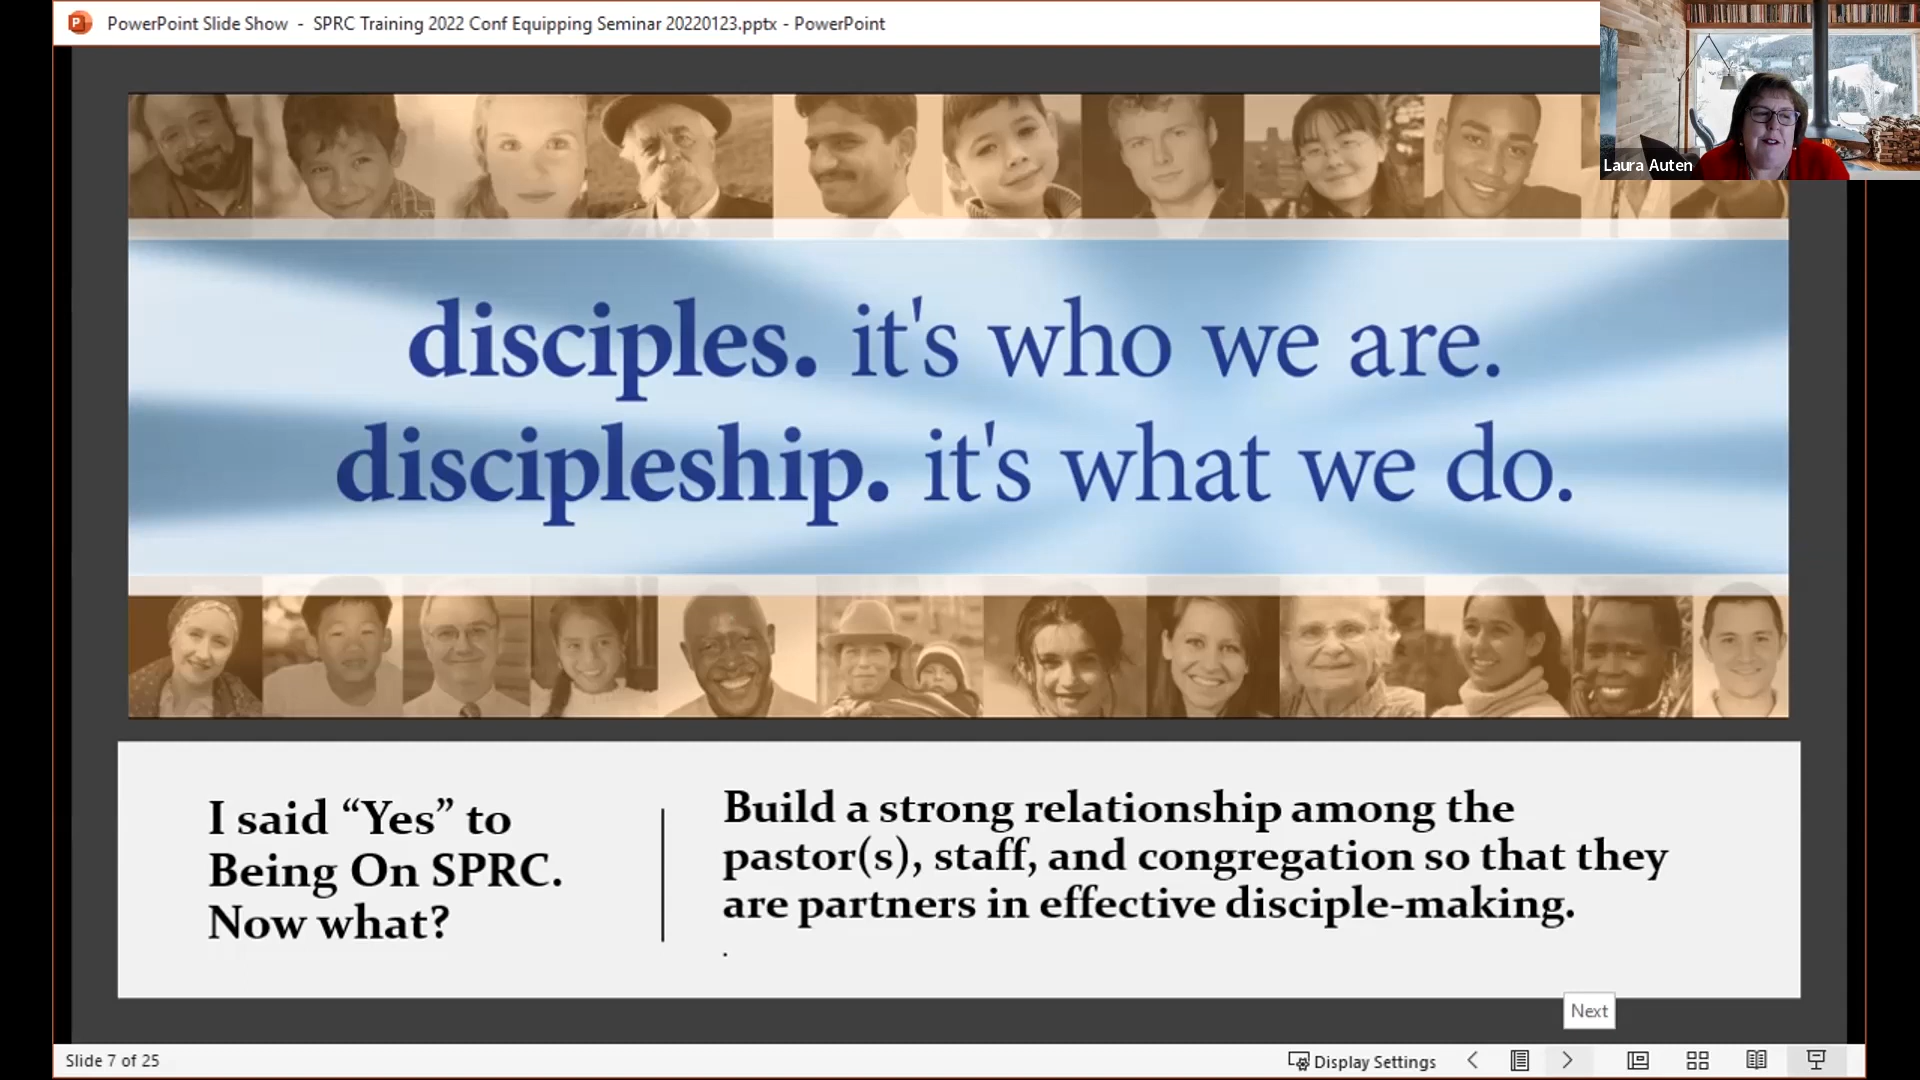 PowerPoint Slide Show - SPRC Training 2022 Conf Equipping Seminar 20220123.pptx - PowerPoint
Laura Auten
disciples. it's who we are.
discipleship. it's what we do.
I said “Yes” to
Being On SPRC.
Now what?
Build a strong relationship among the
pastor(s), staff, and congregation so that they
are partners in effective disciple-making.
.
Next
Slide 7 of 25
Display Settings